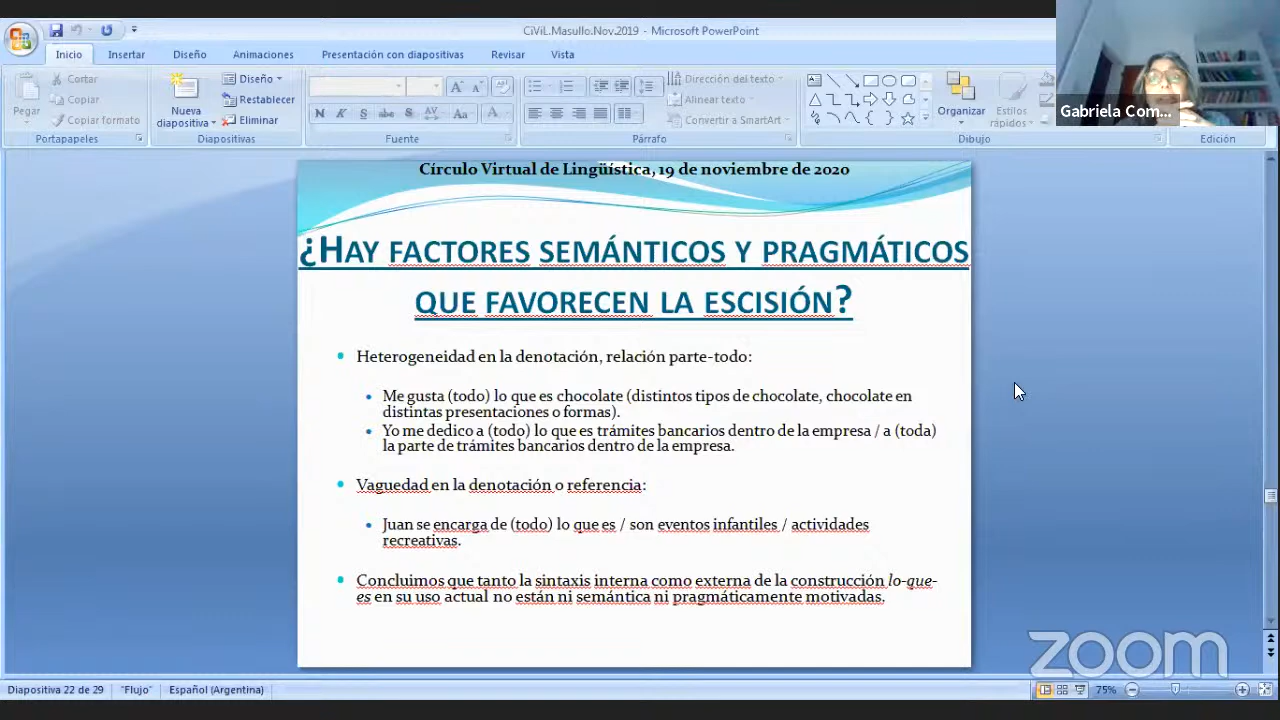 CiViL.Masullo.Nov.2019 - Microsoft PowerPoint
Inicio Insertar Diseño Animaciones Presentación con diapositivas Revisar Vista
Pegar
Cortar
Copiar
Copiar formato
Portapapeles
Nueva diapositiva
Diseño
Restablecer
Eliminar
Diapositivas
N K S abc S AV Aa A
Fuente
Dirección del texto
Alinear texto
Convertir a SmartArt
Párrafo
Organizar
Estilos rápidos
Dibujo
Edición
Gabriela Com...
Círculo Virtual de Lingüística, 19 de noviembre de 2020
¿HAY FACTORES SEMÁNTICOS Y PRAGMÁTICOS
QUE FAVORECEN LA ESCISIÓN?
• Heterogeneidad en la denotación, relación parte-todo:
• Me gusta (todo) lo que es chocolate (distintos tipos de chocolate, chocolate en
distintas presentaciones o formas).
• Yo me dedico a (todo) lo que es trámites bancarios dentro de la empresa / a (toda)
la parte de trámites bancarios dentro de la empresa.
• Vaguedad en la denotación o referencia:
• Juan se encarga de (todo) lo que es / son eventos infantiles / actividades
recreativas.
• Concluimos que tanto la sintaxis interna como externa de la construcción lo-que-
es en su uso actual no están ni semántica ni pragmáticamente motivadas.
zoom
Diapositiva 22 de 29 "Flujo" Español (Argentina) 75%